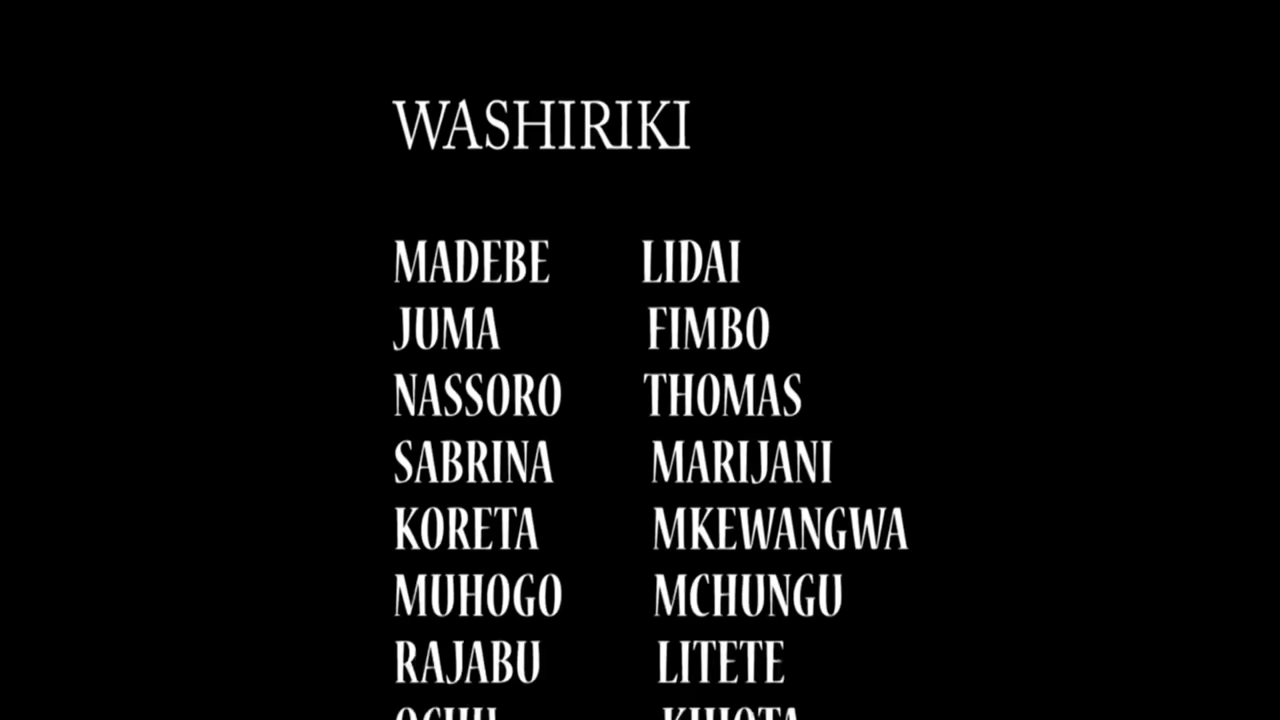 WASHIRIKI
MADEBE LIDAI
JUMA FIMBO
NASSORO THOMAS
SABRINA MARIJANI
KORETA MKEWANGWA
MUHOGO MCHUNGU
RAJABU LITETE